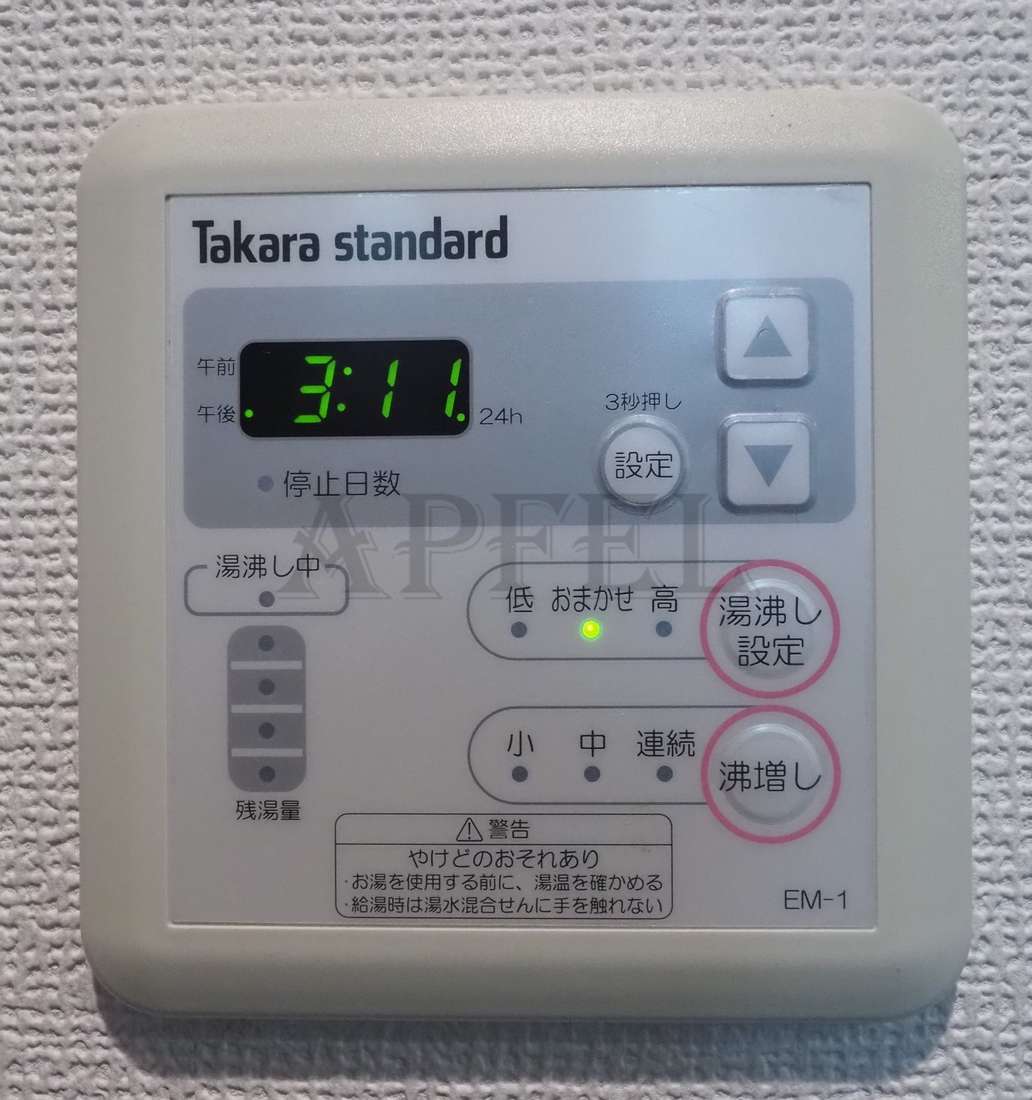 Takara standard
午前
3:11.
午後.
24h
3秒押し
設定
停止日数
APFEL
湯沸し中
低 おまかせ 高
湯沸し
設定
小 中 連続
沸増し
残湯量
警告
やけどのおそれあり
・お湯を使用する前に、湯温を確かめる
・給湯時は湯水混合せんに手を触れない
EM-1